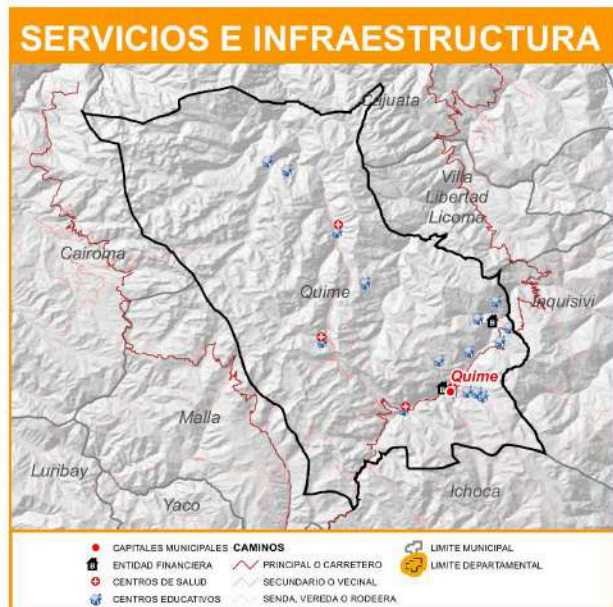 SERVICIOS E INFRAESTRUCTURA
Cajuata
Villa
Libertad
Licoma
Cairoma
Quime
Inquisivi
Quime
Malla
Luribay
Yaco
Ichoca
CAPITALES MUNICIPALES
ENTIDAD FINANCIERA
CENTROS DE SALUD
CENTROS EDUCATIVOS
CAMINOS
PRINCIPAL O CARRETERO
SECUNDARIO O VECINAL
SENDA, VEREDA O RODEERA
LIMITE MUNICIPAL
LIMITE DEPARTAMENTAL